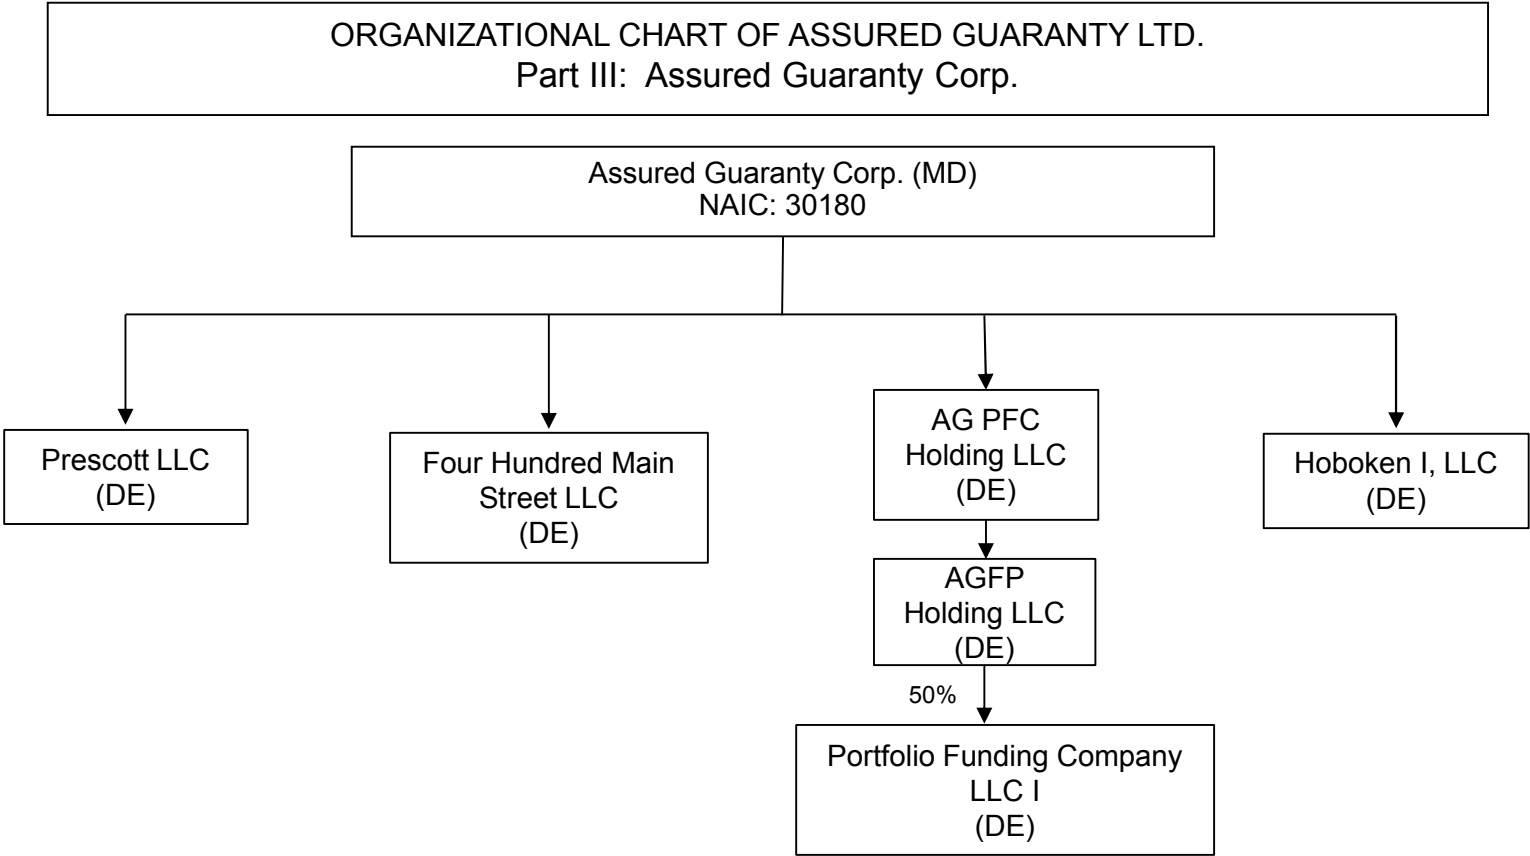 ORGANIZATIONAL CHART OF ASSURED GUARANTY LTD.
Part III: Assured Guaranty Corp.
Assured Guaranty Corp. (MD)
NAIC: 30180
Prescott LLC
(DE)
Four Hundred Main
Street LLC
(DE)
AG PFC
Holding LLC
(DE)
Hoboken I, LLC
(DE)
AGFP
Holding LLC
(DE)
50%
Portfolio Funding Company
LLC I
(DE)